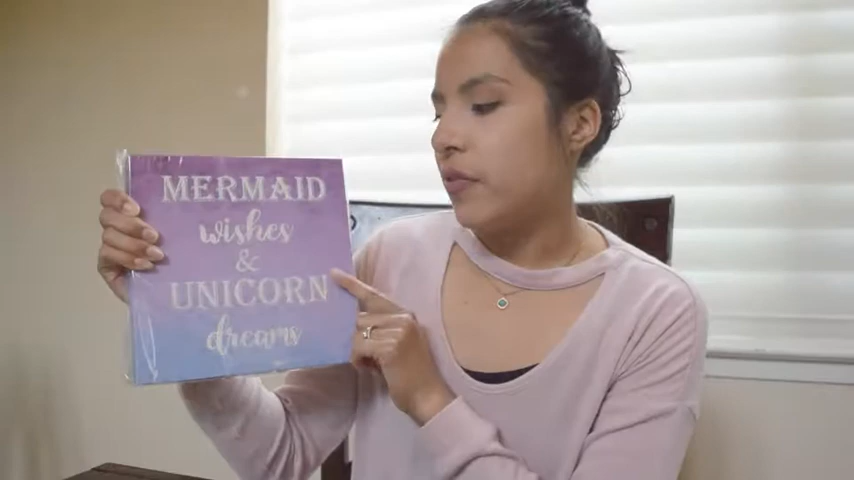 MERMAID
wishes
&
UNICORN
dreams